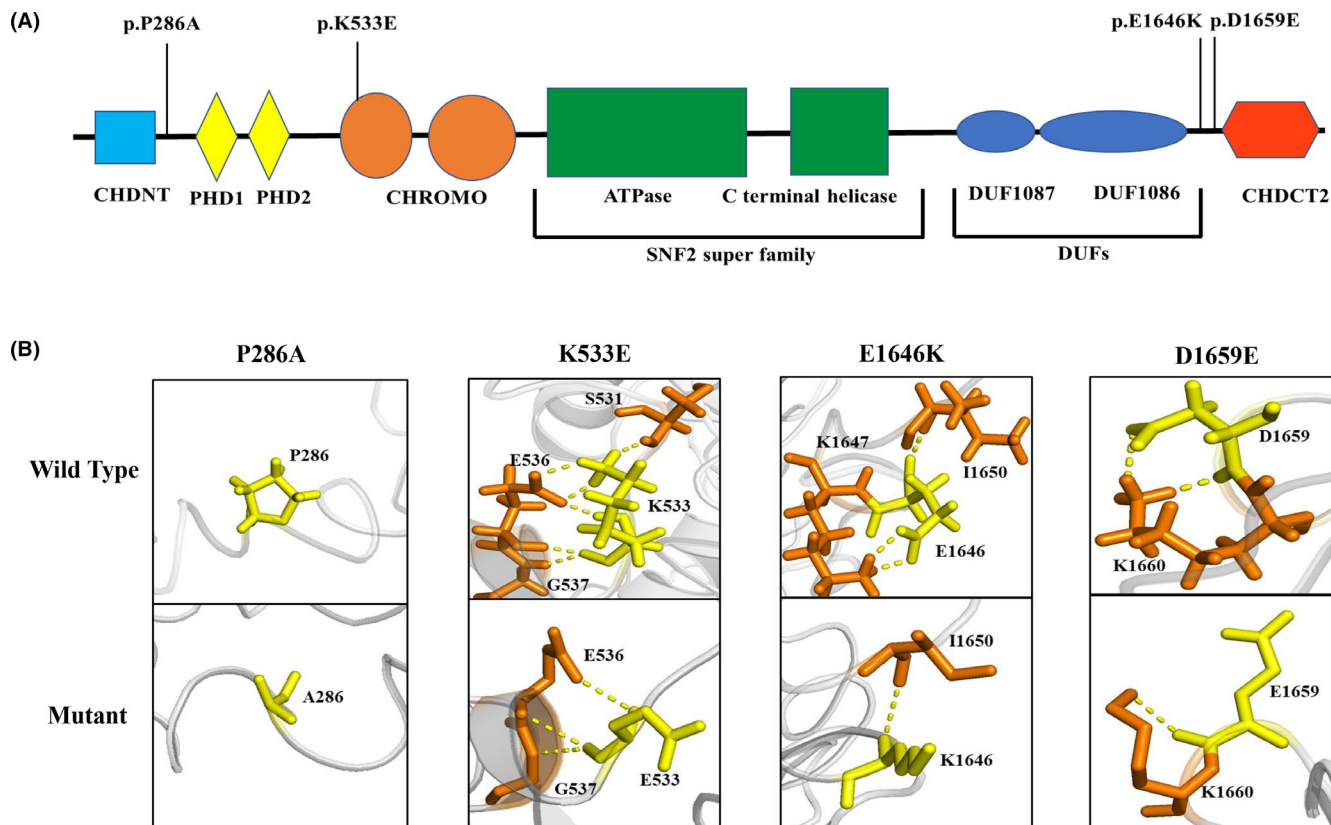 (A)
p.P286A
p.K533E
p.E1646K
p.D1659E
CHDNT
PHD1
PHD2
CHROMO
ATPase
C terminal helicase
DUF1087
DUF1086
CHDCT2
SNF2 super family
DUFs
(B)
P286A
K533E
E1646K
D1659E
Wild Type
P286
S531
E536
K533
G537
K1647
I1650
E1646
D1659
K1660
Mutant
A286
E536
G537
E533
I1650
K1646
E1659
K1660